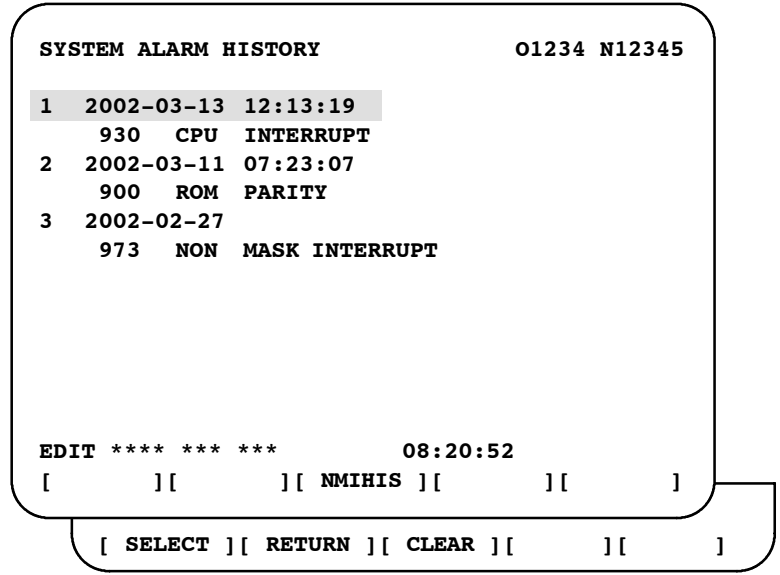 SYSTEM ALARM HISTORY O1234 N12345
1 2002-03-13 12:13:19
930 CPU INTERRUPT
2 2002-03-11 07:23:07
900 ROM PARITY
3 2002-02-27
973 NON MASK INTERRUPT
EDIT **** *** *** 08:20:52
[ ][ ][ NMIHIS ][ ][ ]
[ SELECT ][ RETURN ][ CLEAR ][ ][ ]